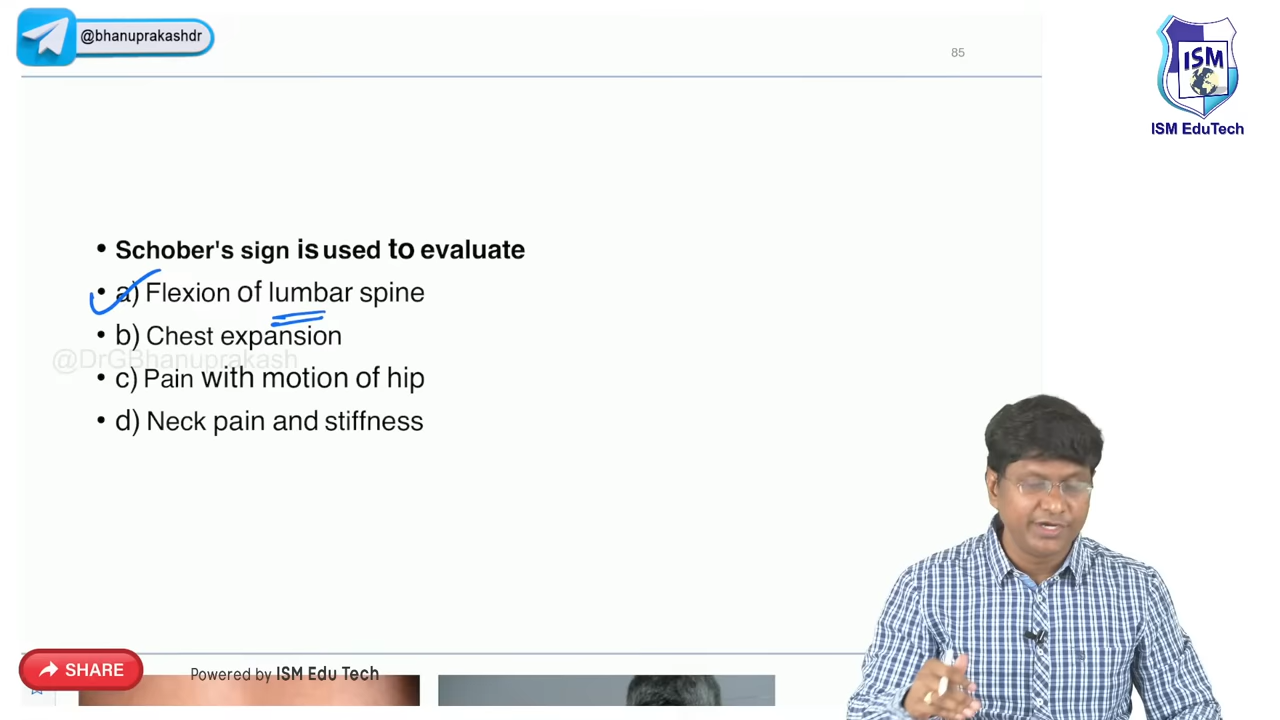 @bhanuprakashdr
85
ISM
ISM EduTech
• Schober's sign is used to evaluate
• a) Flexion of lumbar spine
• b) Chest expansion
@DrGBhanuprakash
• c) Pain with motion of hip
• d) Neck pain and stiffness
SHARE
Powered by ISM Edu Tech